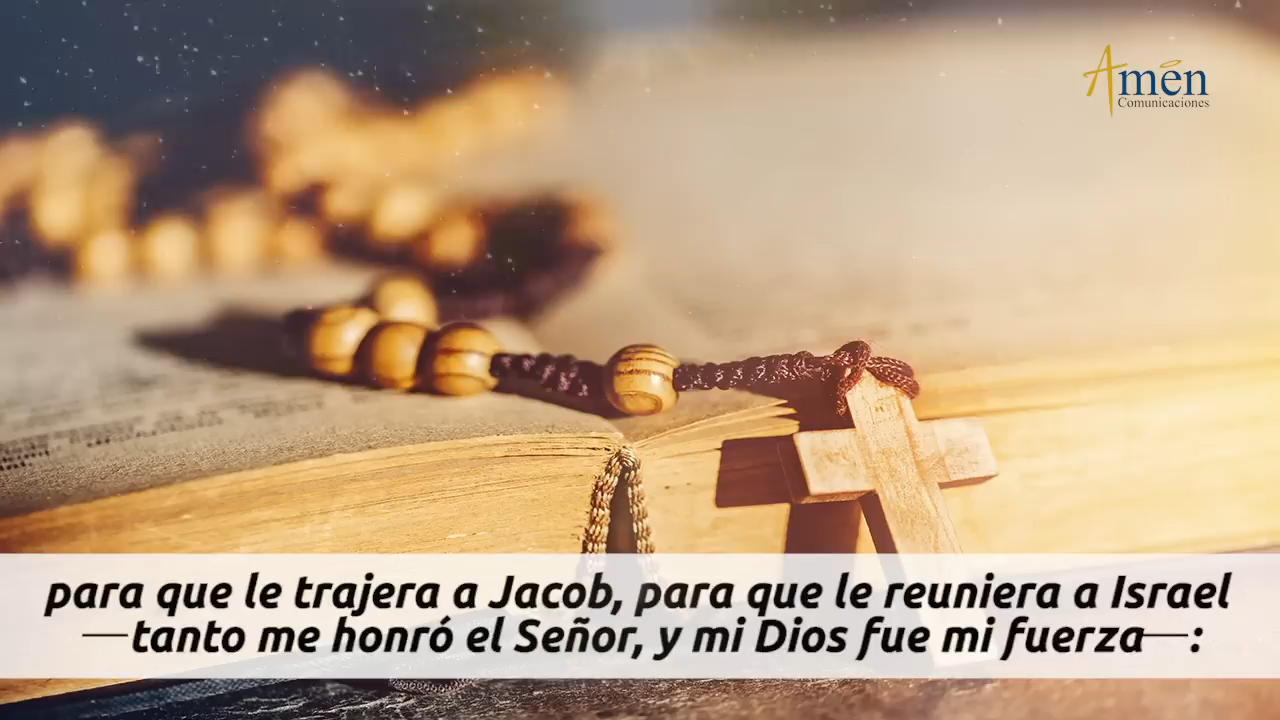 Amén
Comunicaciones
para que le trajera a Jacob, para que le reuniera a Israel
—tanto me honró el Señor, y mi Dios fue mi fuerza—: